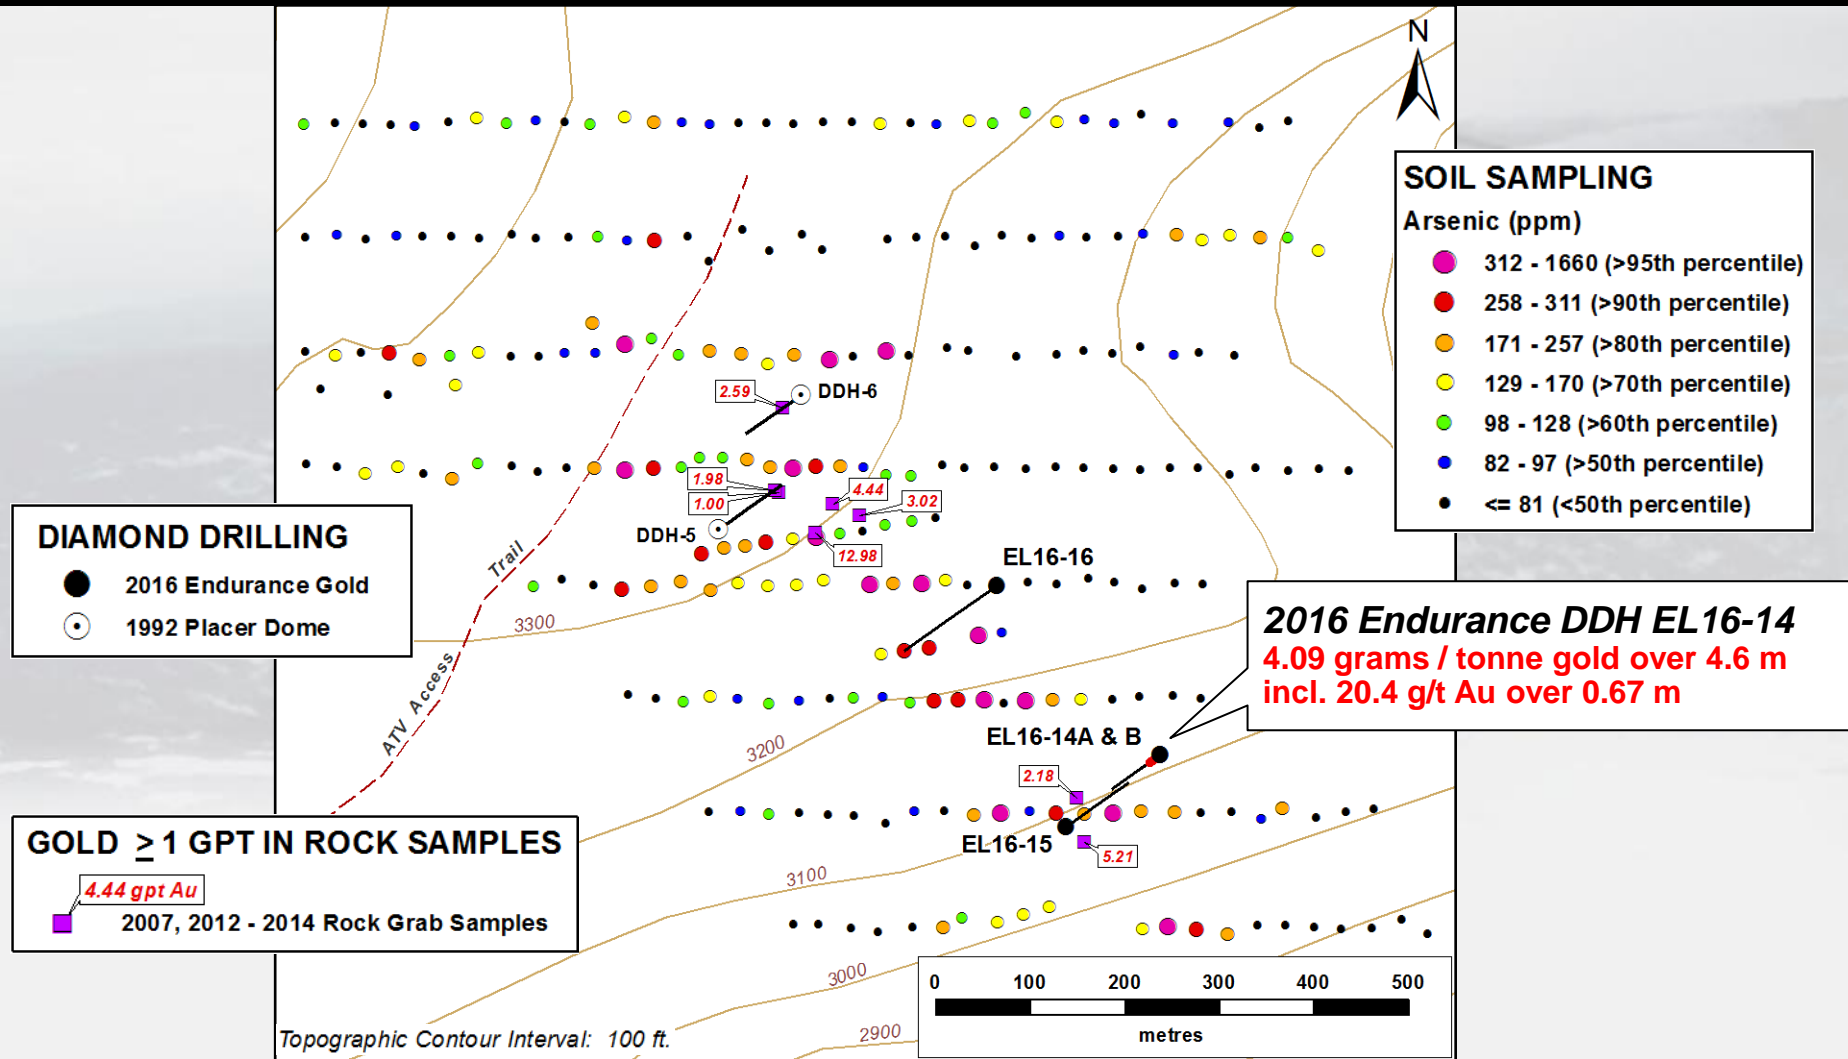 N
SOIL SAMPLING
Arsenic (ppm)
312 - 1660 (>95th percentile)
258 - 311 (>90th percentile)
171 - 257 (>80th percentile)
129 - 170 (>70th percentile)
98 - 128 (>60th percentile)
82 - 97 (>50th percentile)
<= 81 (<50th percentile)
2.59
DDH-6
1.98
1.00
4.44
3.02
DDH-5
12.98
DIAMOND DRILLING
2016 Endurance Gold
1992 Placer Dome
Trail
ATV Access
EL16-16
3300
2016 Endurance DDH EL16-14
4.09 grams / tonne gold over 4.6 m
incl. 20.4 g/t Au over 0.67 m
3200
EL16-14A & B
2.18
EL16-15
5.21
GOLD ≥ 1 GPT IN ROCK SAMPLES
4.44 gpt Au
2007, 2012 - 2014 Rock Grab Samples
3100
3000
2900
0 100 200 300 400 500
metres
Topographic Contour Interval: 100 ft.